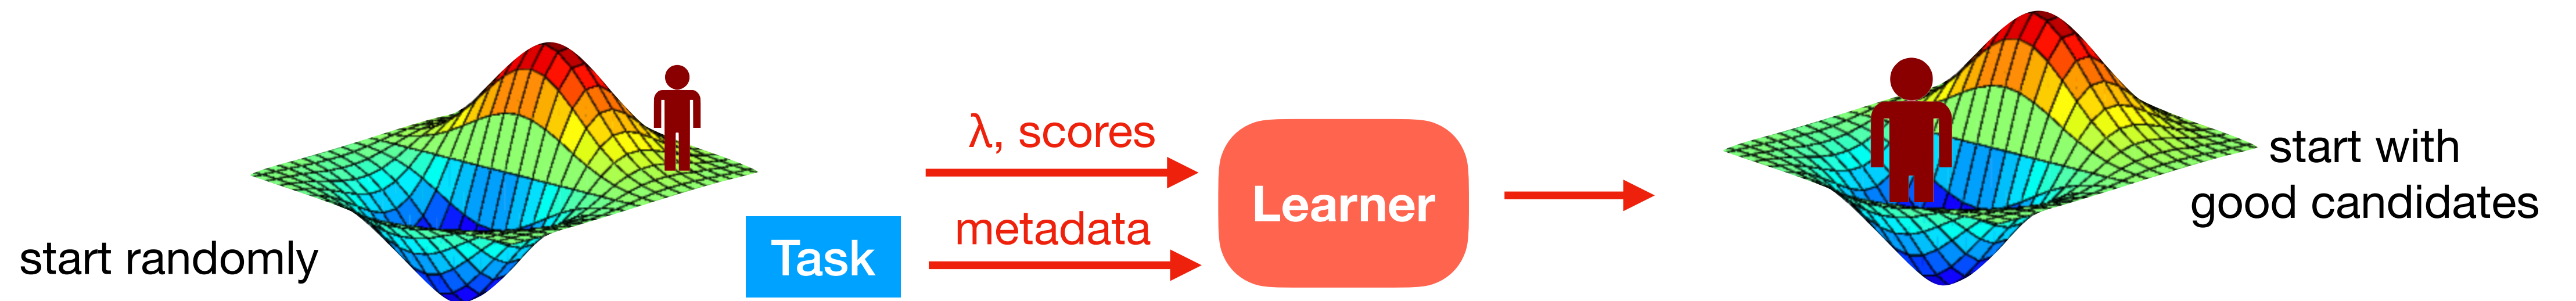 start randomly
Task
λ, scores
metadata
Learner
start with
good candidates